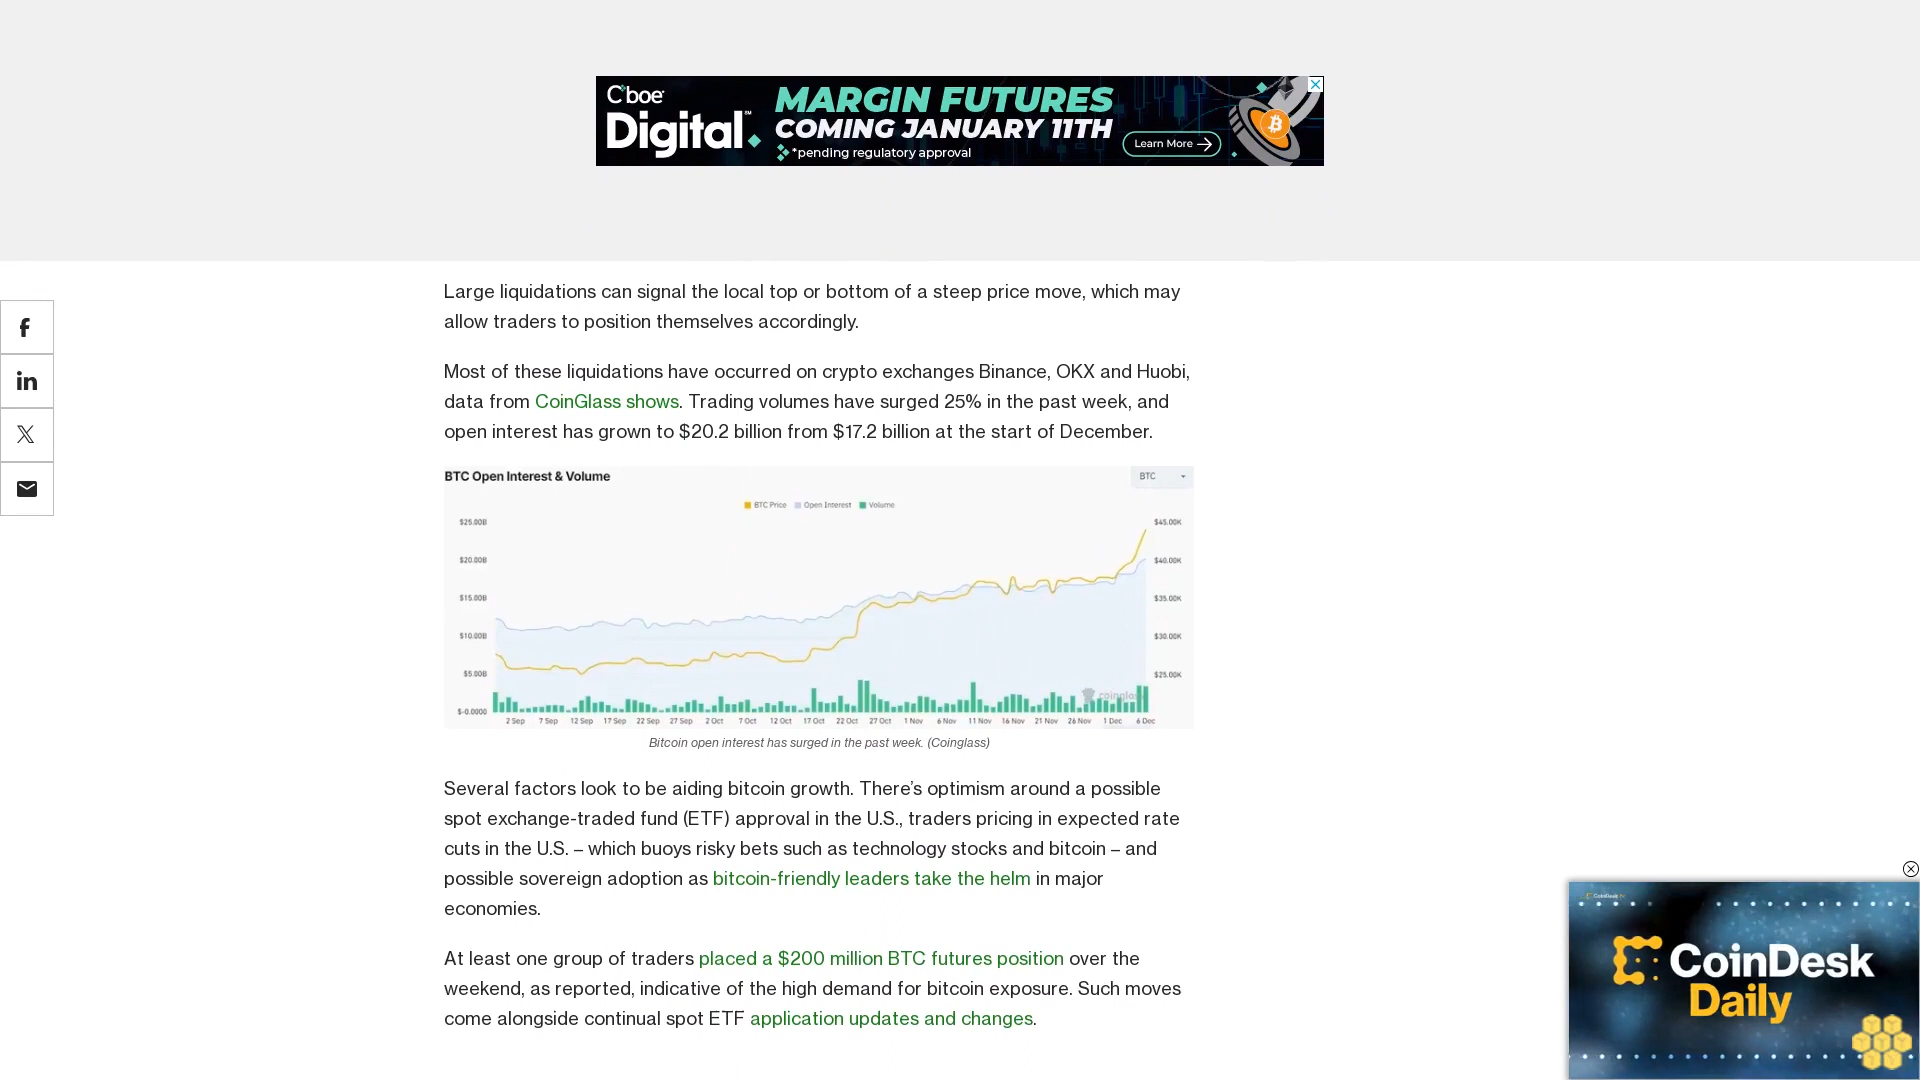 Cboe
Digital
MARGIN FUTURES
COMING JANUARY 11TH
*pending regulatory approval
Learn More
Large liquidations can signal the local top or bottom of a steep price move, which may
allow traders to position themselves accordingly.
Most of these liquidations have occurred on crypto exchanges Binance, OKX and Huobi,
data from CoinGlass shows. Trading volumes have surged 25% in the past week, and
open interest has grown to $20.2 billion from $17.2 billion at the start of December.
BTC Open Interest & Volume
BTC
BTC Price Open Interest Volume
$25.00B
$20.00B
$15.00B
$10.00B
$5.00B
$-0.0000
$45.00K
$40.00K
$35.00K
$30.00K
$25.00K
coinglass
2 Sep 7 Sep 12 Sep 17 Sep 22 Sep 27 Sep 2 Oct 7 Oct 12 Oct 17 Oct 22 Oct 27 Oct 1 Nov 6 Nov 11 Nov 16 Nov 21 Nov 26 Nov 1 Dec 6 Dec
Bitcoin open interest has surged in the past week. (Coinglass)
Several factors look to be aiding bitcoin growth. There’s optimism around a possible
spot exchange-traded fund (ETF) approval in the U.S., traders pricing in expected rate
cuts in the U.S. – which buoys risky bets such as technology stocks and bitcoin – and
possible sovereign adoption as bitcoin-friendly leaders take the helm in major
economies.
At least one group of traders placed a $200 million BTC futures position over the
weekend, as reported, indicative of the high demand for bitcoin exposure. Such moves
come alongside continual spot ETF application updates and changes.
CoinDesk
Daily